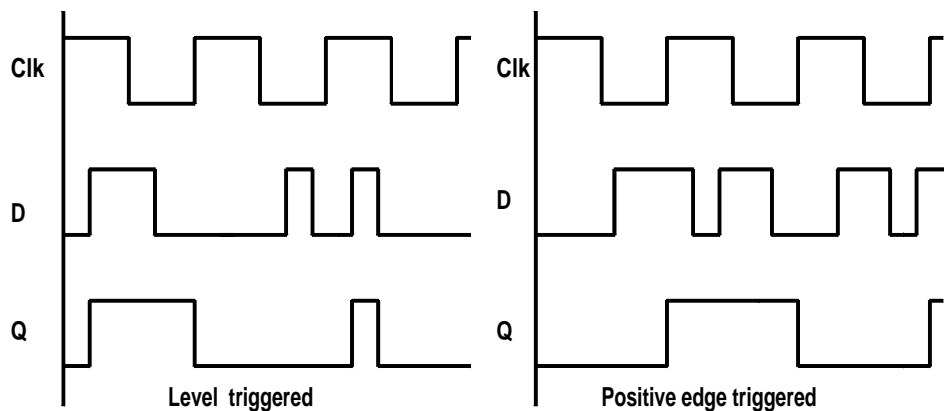 Clk
D
Q
Level triggered
Clk
D
Q
Positive edge triggered